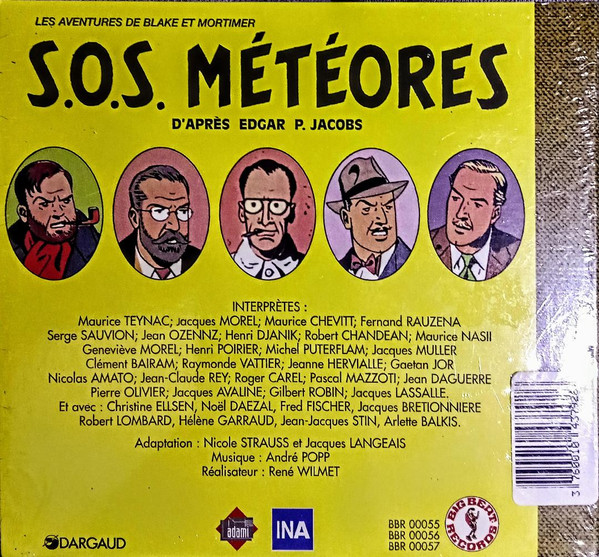 LES AVENTURES DE BLAKE ET MORTIMER
S.O.S. MÉTÉORES
D'APRÈS EDGAR P. JACOBS
INTERPRÈTES :
Maurice TEYNAC; Jacques MOREL; Maurice CHEVITT; Fernand RAUZENA
Serge SAUVION; Jean OZENNZ; Henri DJANIK; Robert CHANDEAN; Maurice NASII
Geneviève MOREL; Henri POIRIER; Michel PUTERFLAM; Jacques MULLER
Clément BAIRAM; Raymonde VATTIER; Jeanne HERVIALLE; Gaetan JOR
Nicolas AMATO; Jean-Claude REY; Roger CAREL; Pascal MAZZOTI; Jean DAGUERRE
Pierre OLIVIER; Jacques AVALINE; Gilbert ROBIN; Jacques LASSALLE.
Et avec : Christine ELLSEN, Noël DAEZAL, Fred FISCHER, Jacques BRETIONNIERE
Robert LOMBARD, Hélène GARRAUD, Jean-Jacques STIN, Arlette BALKIS.
Adaptation : Nicole STRAUSS et Jacques LANGEAIS
Musique : André POPP
Réalisateur : René WILMET
DARGAUD
adami
INA
BBR 00055
BBR 00056
BBR 00057
BIG BEAT RECORDS